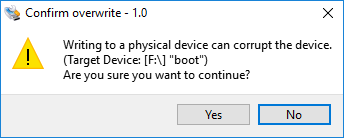 Confirm overwrite - 1.0
Writing to a physical device can corrupt the device.
(Target Device: [F:\] "boot")
Are you sure you want to continue?
Yes
No